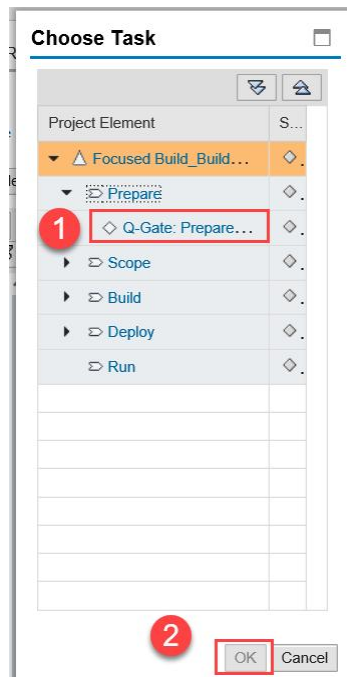 Choose Task
Project Element S...
Focused Build_Build...
Prepare
1
Q-Gate: Prepare...
Scope
Build
Deploy
Run
2
OK Cancel